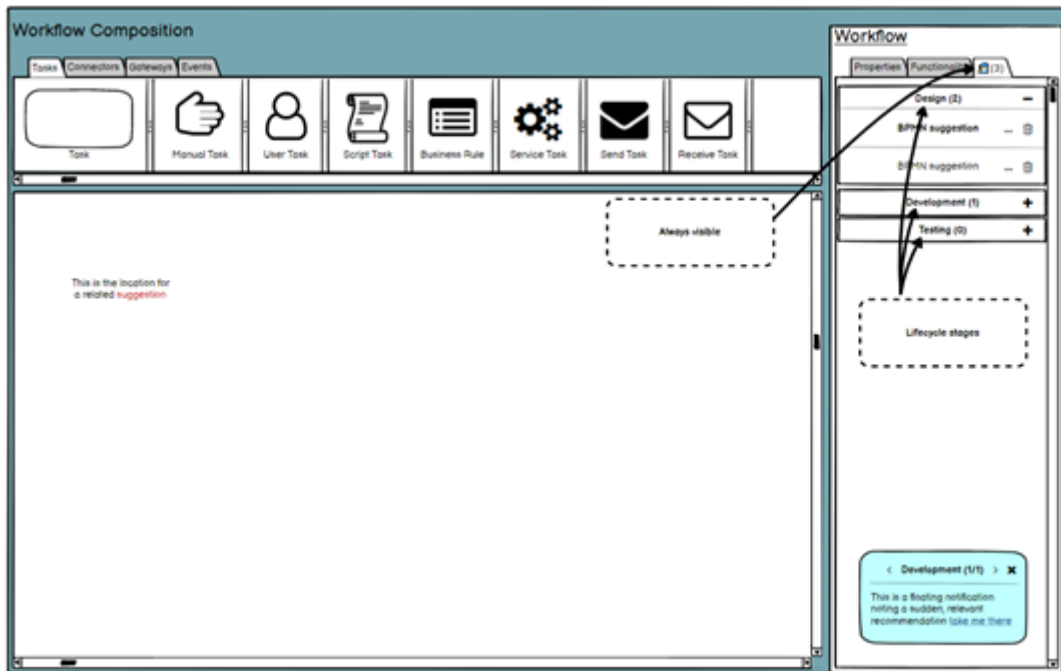 Workflow Composition
Tasks Connectors Gateways Events
Task
Manual Task
User Task
Script Task
Business Rule
Service Task
Send Task
Receive Task
This is the location for
a related suggestion
Always visible
Workflow
Properties (3)
Design (2)
BPMN suggestion ...
BPMN suggestion ...
Development (1)
Testing (0)
Lifecycle stages
< Development (1/1) >
This is a floating notification
noting a sudden, relevant
recommendation take me there